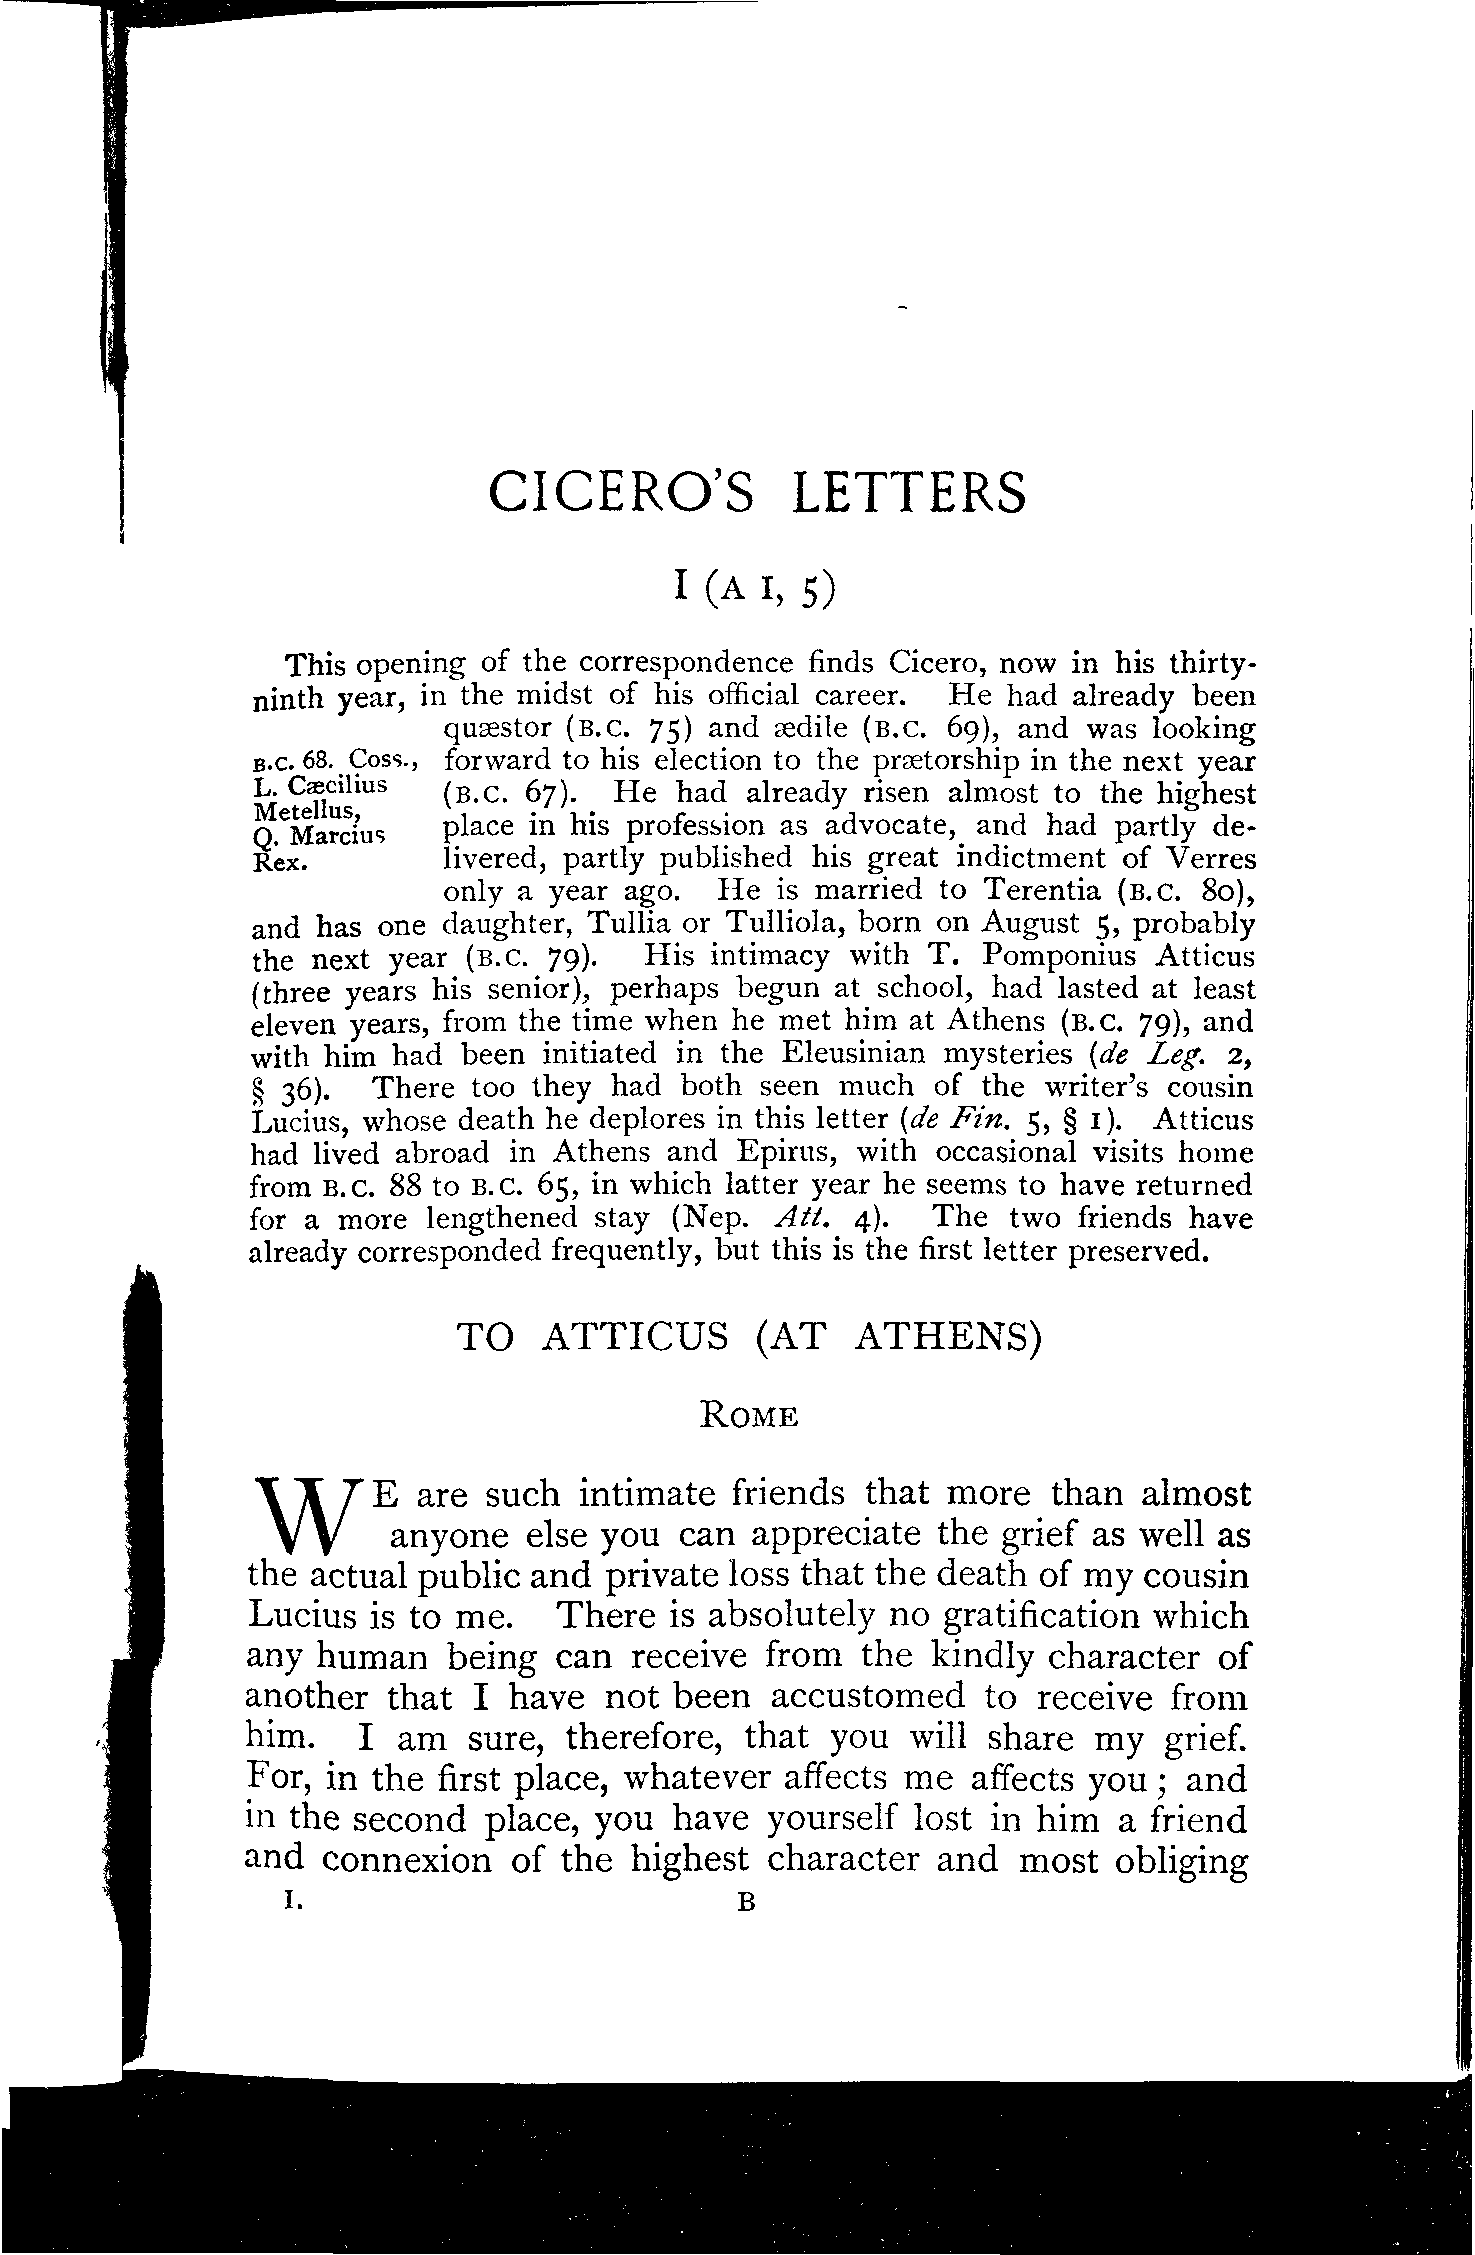 CICERO'S LETTERS
I (A I, 5)
This opening of the correspondence finds Cicero, now in his thirty-
ninth year, in the midst of his official career. He had already been
quæstor (B.C. 75) and ædile (B.C. 69), and was looking
forward to his election to the prætorship in the next year
(B.C. 67). He had already risen almost to the highest
place in his profession as advocate, and had partly de-
livered, partly published his great indictment of Verres
only a year ago. He is married to Terentia (B.C. 80),
B.C. 68. Coss.,
L. Cæcilius
Metellus,
Q. Marcius
Rex.
and has one daughter, Tullia or Tulliola, born on August 5, probably
the next year (B.C. 79). His intimacy with T. Pomponius Atticus
(three years his senior), perhaps begun at school, had lasted at least
eleven years, from the time when he met him at Athens (B.C. 79), and
with him had been initiated in the Eleusinian mysteries (de Leg. 2,
§ 36). There too they had both seen much of the writer's cousin
Lucius, whose death he deplores in this letter (de Fin. 5, § 1). Atticus
had lived abroad in Athens and Epirus, with occasional visits home
from B.C. 88 to B.C. 65, in which latter year he seems to have returned
for a more lengthened stay (Nep. Att. 4). The two friends have
already corresponded frequently, but this is the first letter preserved.
TO ATTICUS (AT ATHENS)
ROME
WE are such intimate friends that more than almost
anyone else you can appreciate the grief as well as
the actual public and private loss that the death of my cousin
Lucius is to me. There is absolutely no gratification which
any human being can receive from the kindly character of
another that I have not been accustomed to receive from
him. I am sure, therefore, that you will share my grief.
For, in the first place, whatever affects me affects you ; and
in the second place, you have yourself lost in him a friend
and connexion of the highest character and most obliging
I. B